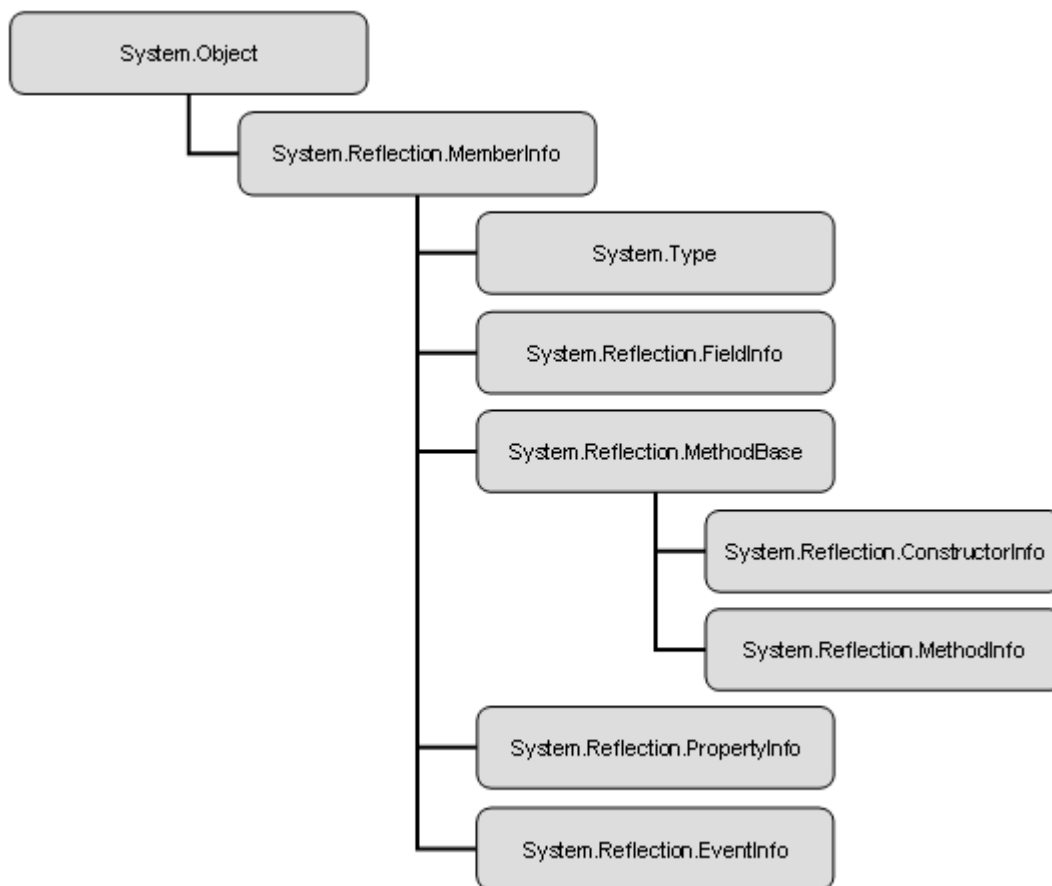 System.Object
System.Reflection.MemberInfo
System.Type
System.Reflection.FieldInfo
System.Reflection.MethodBase
System.Reflection.ConstructorInfo
System.Reflection.MethodInfo
System.Reflection.PropertyInfo
System.Reflection.EventInfo